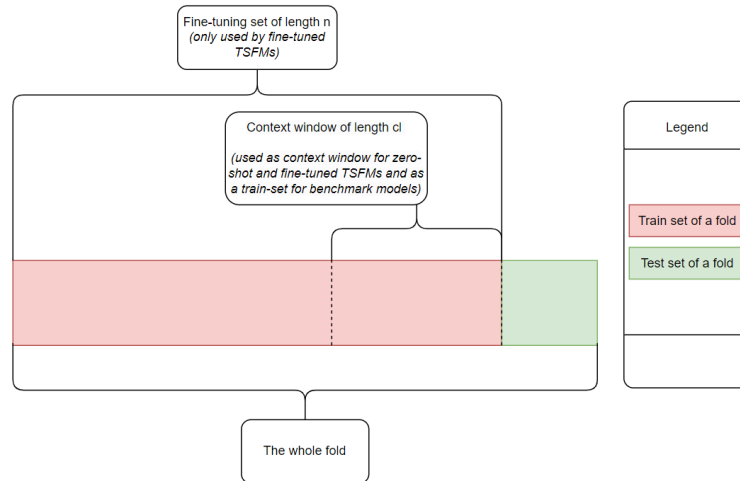 Fine-tuning set of length n
(only used by fine-tuned
TSFMs)
Context window of length cl
(used as context window for zero-
shot and fine-tuned TSFMs and as
a train-set for benchmark models)
Legend
Train set of a fold
Test set of a fold
The whole fold